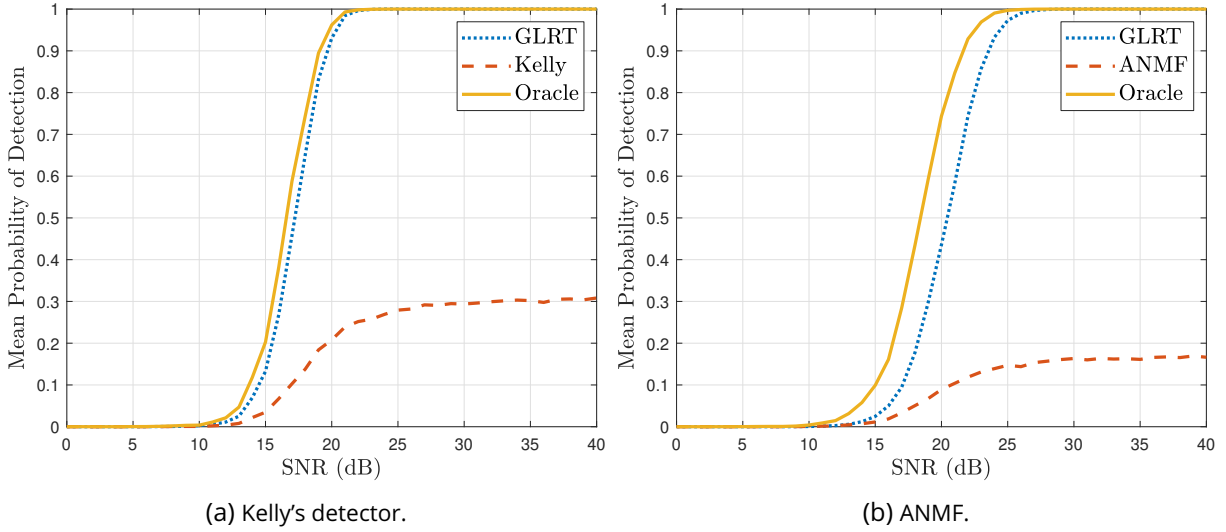 Mean Probability of Detection
1
0.9
0.8
0.7
0.6
0.5
0.4
0.3
0.2
0.1
0
0 5 10 15 20 25 30 35 40
SNR (dB)
GLRT
Kelly
Oracle
(a) Kelly's detector.
Mean Probability of Detection
1
0.9
0.8
0.7
0.6
0.5
0.4
0.3
0.2
0.1
0
0 5 10 15 20 25 30 35 40
SNR (dB)
GLRT
ANMF
Oracle
(b) ANMF.